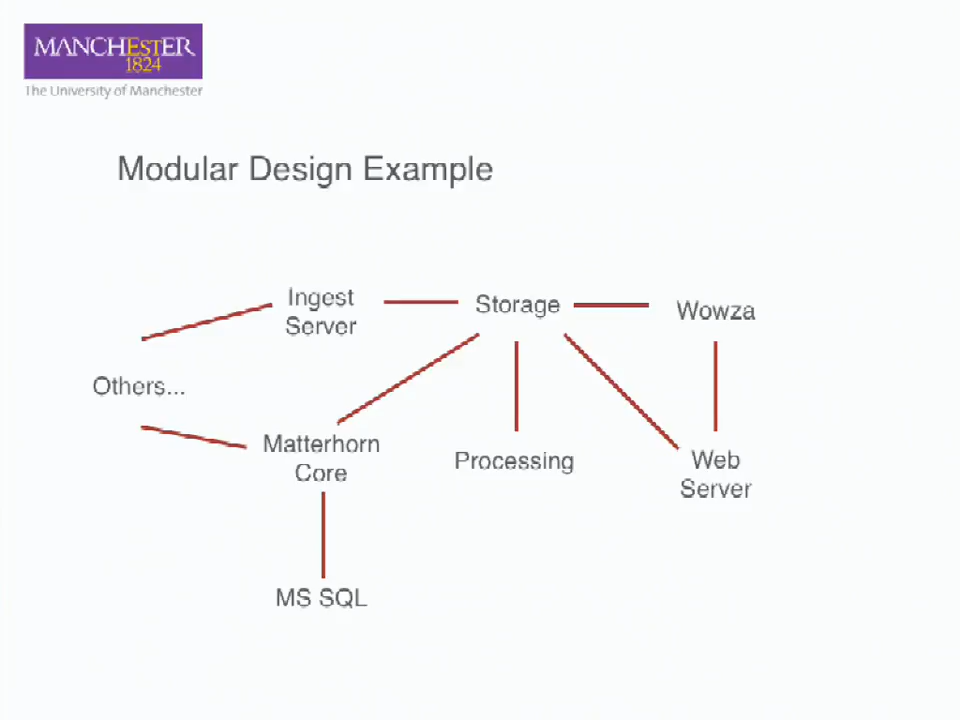 MANCHESTER
1824
The University of Manchester
Modular Design Example
Ingest
Server
Storage
Wowza
Others...
Matterhorn
Core
Processing
Web
Server
MS SQL